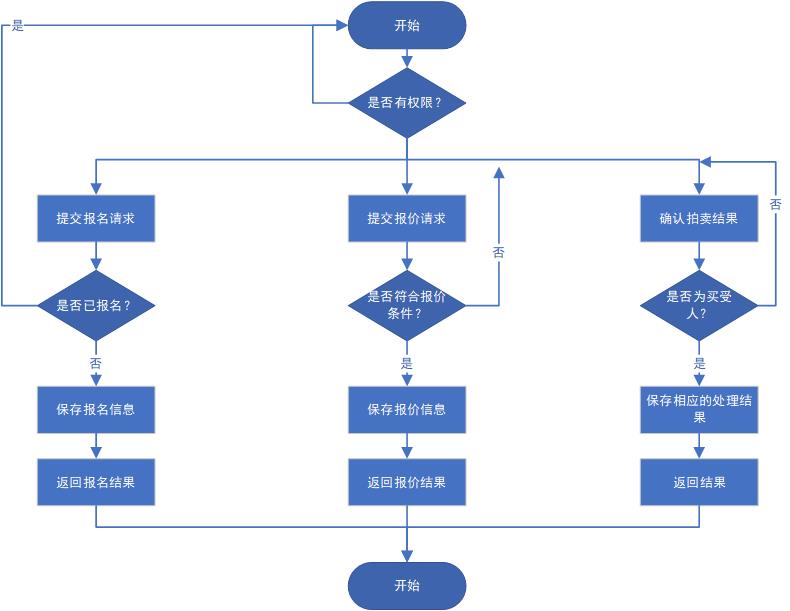 是
开始
是否有权限？
提交报名请求
提交报价请求
确认拍卖结果
否
否
是否已报名？
是否符合报价
条件？
是否为买受
人？
否
是
是
保存报名信息
保存报价信息
保存相应的处理结
果
返回报名结果
返回报价结果
返回结果
开始